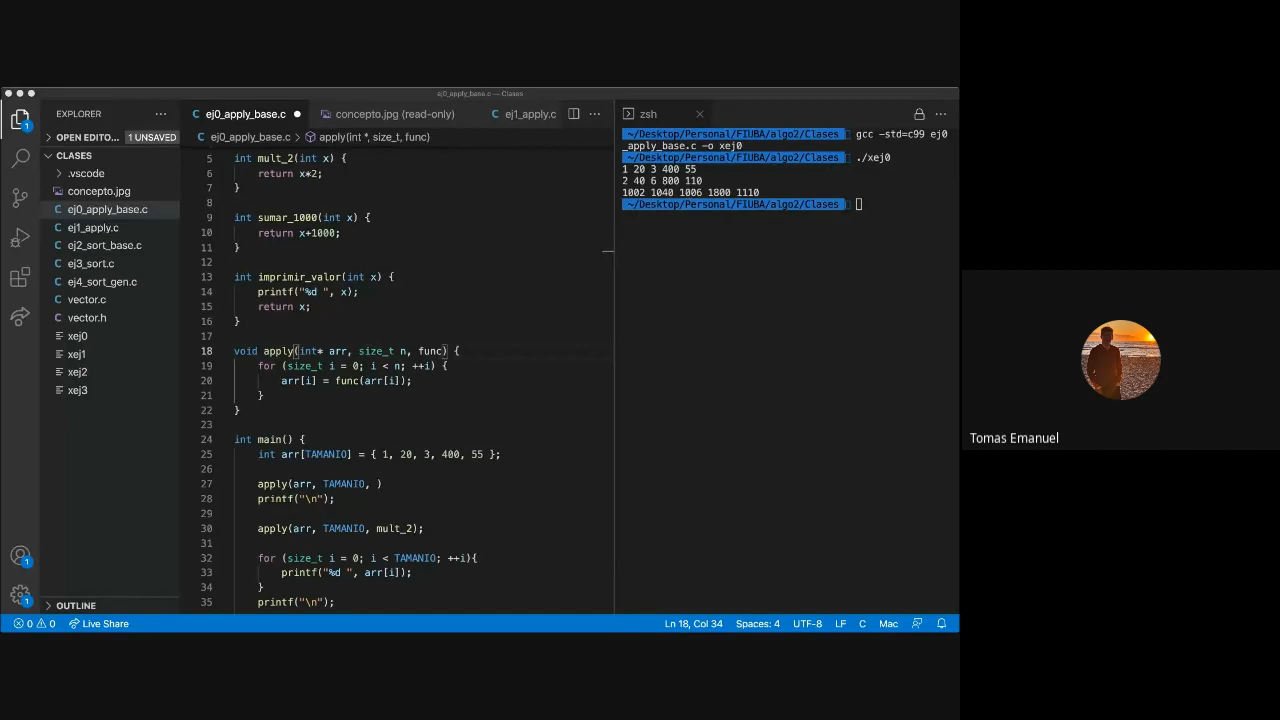 ej0_apply_base.c — Clases
EXPLORER
ej0_apply_base.c
concepto.jpg (read-only)
ej1_apply.c
zsh
OPEN EDITO...
1 UNSAVED
ej0_apply_base.c > apply(int *, size_t, func)
CLASES
.vscode
concepto.jpg
ej0_apply_base.c
ej1_apply.c
ej2_sort_base.c
ej3_sort.c
ej4_sort_gen.c
vector.c
vector.h
xej0
xej1
xej2
xej3
OUTLINE
5 int mult_2(int x) {
6 return x*2;
7 }
8
9 int sumar_1000(int x) {
10 return x+1000;
11 }
12
13 int imprimir_valor(int x) {
14 printf("%d ", x);
15 return x;
16 }
17
18 void apply(int* arr, size_t n, func) {
19 for (size_t i = 0; i < n; ++i) {
20 arr[i] = func(arr[i]);
21 }
22 }
23
24 int main() {
25 int arr[TAMANIO] = { 1, 20, 3, 400, 55 };
26
27 apply(arr, TAMANIO, )
28 printf("\n");
29
30 apply(arr, TAMANIO, mult_2);
31
32 for (size_t i = 0; i < TAMANIO; ++i){
33 printf("%d ", arr[i]);
34 }
35 printf("\n");
~/Desktop/Personal/FIUBA/algo2/Clases gcc -std=c99 ej0
_apply_base.c -o xej0
~/Desktop/Personal/FIUBA/algo2/Clases ./xej0
1 20 3 400 55
2 40 6 800 110
1002 1040 1006 1800 1110
~/Desktop/Personal/FIUBA/algo2/Clases
0 0 Live Share
Ln 18, Col 34 Spaces: 4 UTF-8 LF C Mac
1
1
1
Tomas Emanuel